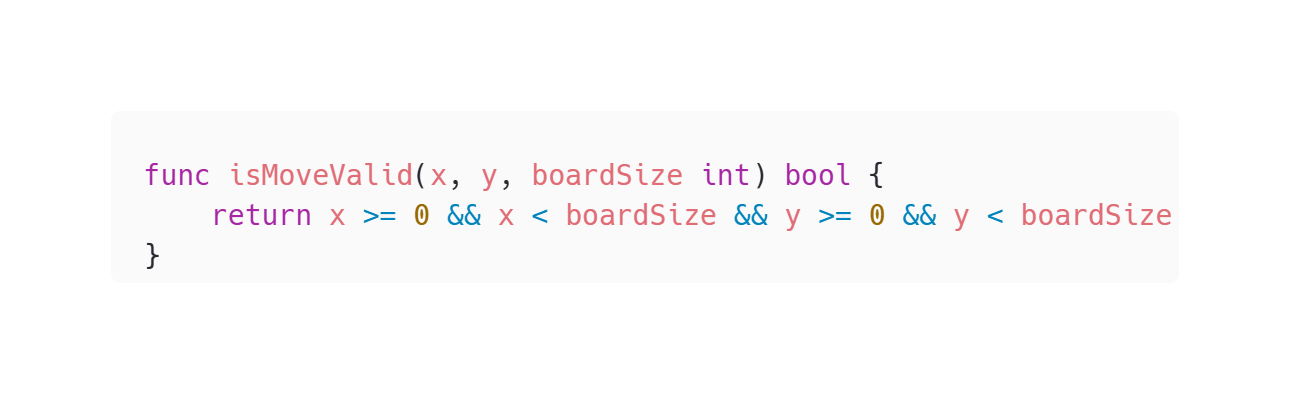 func isMoveValid(x, y, boardSize int) bool {
    return x >= 0 && x < boardSize && y >= 0 && y < boardSize
}